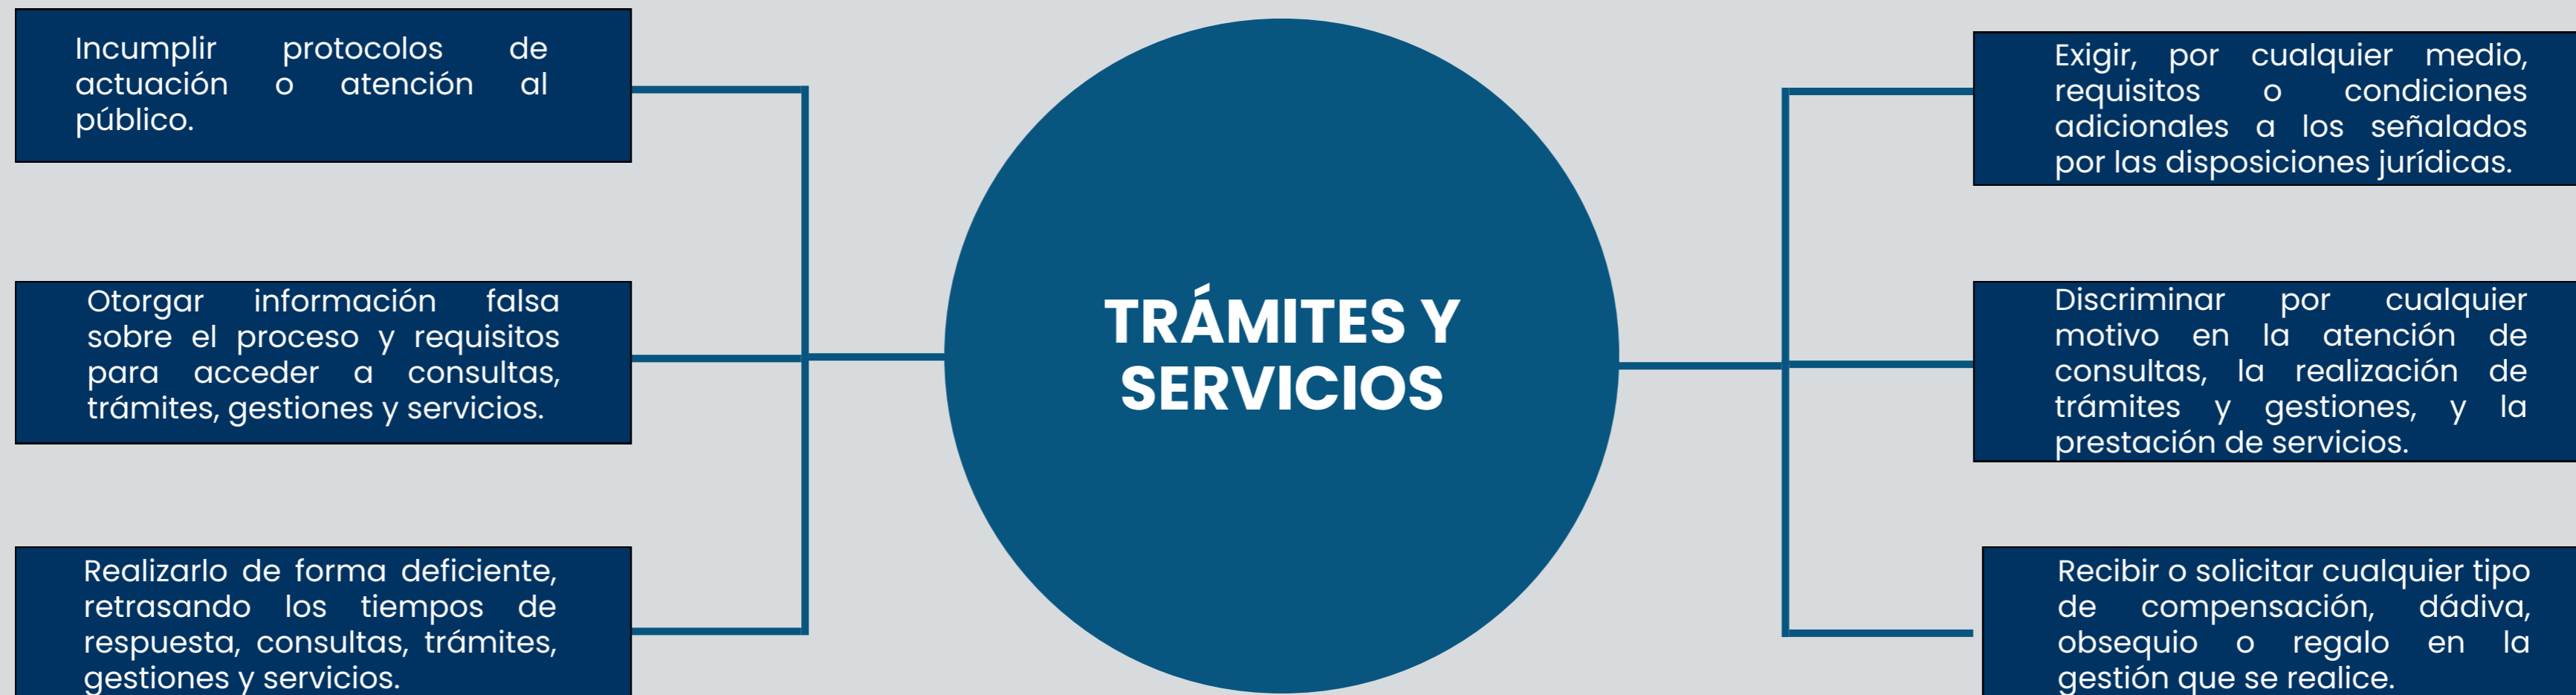 Incumplir protocolos de
actuación o atención al
público.
Otorgar información falsa
sobre el proceso y requisitos
para acceder a consultas,
trámites, gestiones y servicios.
Realizarlo de forma deficiente,
retrasando los tiempos de
respuesta, consultas, trámites,
gestiones y servicios.
TRÁMITES Y
SERVICIOS
Exigir, por cualquier medio,
requisitos o condiciones
adicionales a los señalados
por las disposiciones jurídicas.
Discriminar por cualquier
motivo en la atención de
consultas, la realización de
trámites y gestiones, y la
prestación de servicios.
Recibir o solicitar cualquier tipo
de compensación, dádiva,
obsequio o regalo en la
gestión que se realice.